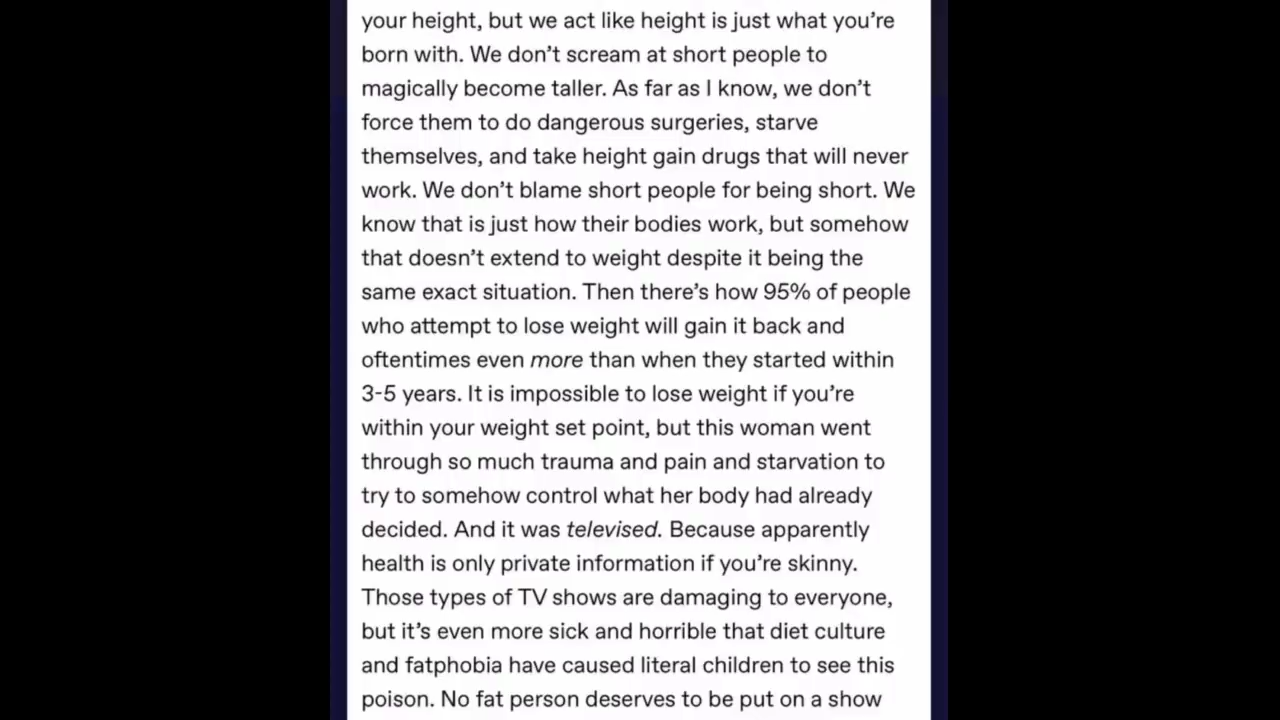 your height, but we act like height is just what you’re
born with. We don’t scream at short people to
magically become taller. As far as I know, we don’t
force them to do dangerous surgeries, starve
themselves, and take height gain drugs that will never
work. We don’t blame short people for being short. We
know that is just how their bodies work, but somehow
that doesn’t extend to weight despite it being the
same exact situation. Then there’s how 95% of people
who attempt to lose weight will gain it back and
oftentimes even more than when they started within
3-5 years. It is impossible to lose weight if you’re
within your weight set point, but this woman went
through so much trauma and pain and starvation to
try to somehow control what her body had already
decided. And it was televised. Because apparently
health is only private information if you’re skinny.
Those types of TV shows are damaging to everyone,
but it’s even more sick and horrible that diet culture
and fatphobia have caused literal children to see this
poison. No fat person deserves to be put on a show